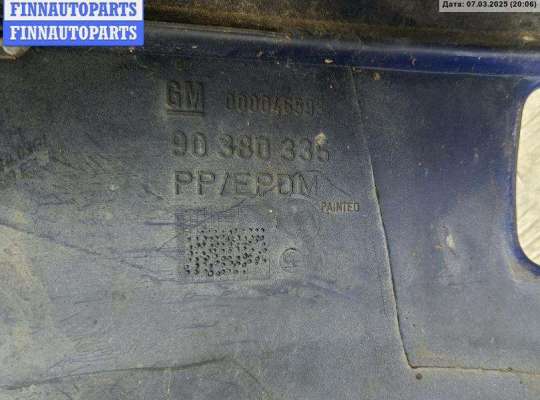 FINNAUTOPARTS
FINNAUTOPARTS
Дата: 07.03.2025 (20:06)
GM
90 380 335
PP/EPDM
PAINTED